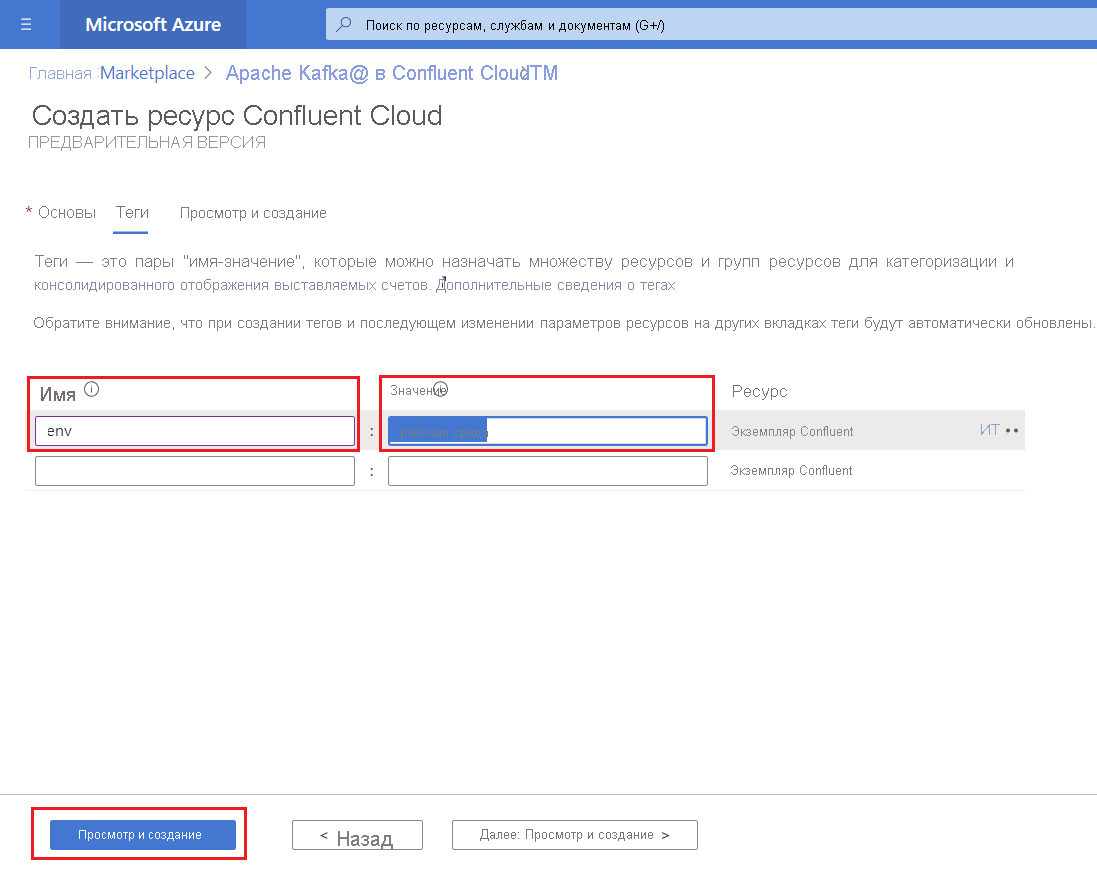 Microsoft Azure
Поиск по ресурсам, службам и документам (G+/)
Главная Marketplace > Apache Kafka@ в Confluent CloudTM
Создать ресурс Confluent Cloud
ПРЕДВАРИТЕЛЬНАЯ ВЕРСИЯ
* Основы Теги Просмотр и создание
Теги — это пары "имя-значение", которые можно назначать множеству ресурсов и групп ресурсов для категоризации и
консолидированного отображения выставляемых счетов. Дополнительные сведения о тегах
Обратите внимание, что при создании тегов и последующем изменении параметров ресурсов на других вкладках теги будут автоматически обновлены.
Имя Значение Ресурс
env : рабочая среда Экземпляр Confluent ИТ
: Экземпляр Confluent
Просмотр и создание < Назад Далее: Просмотр и создание >